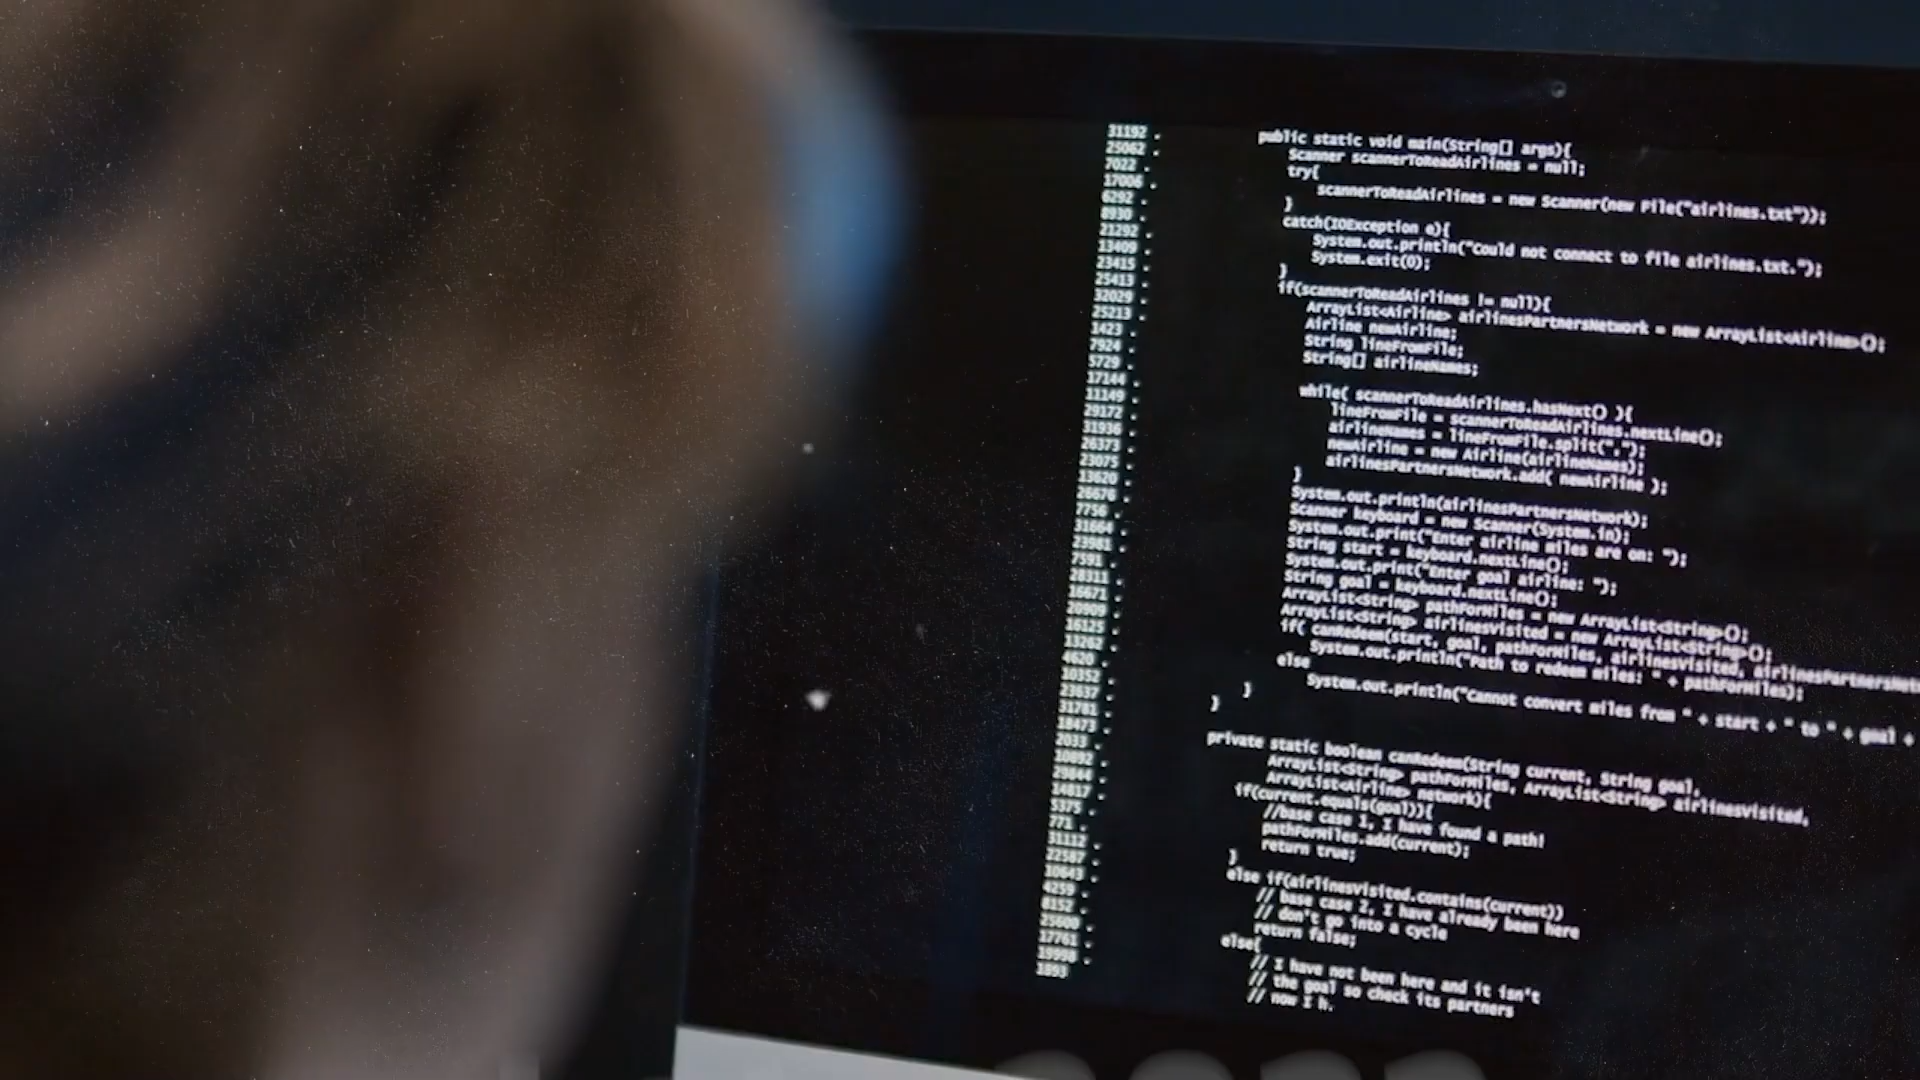 31192 .
25062 .
7022 .
17006 .
6292 .
8930 .
21292 .
13409 .
23415 .
25413 .
32029 .
25213 .
1423 .
7924 .
5729 .
17144 .
11149 .
29172 .
31936 .
26373 .
23075 .
13620 .
26676 .
7756 .
31664 .
23981 .
7591 .
28311 .
16671 .
20909 .
16125 .
13202 .
4620 .
10352 .
23637 .
31781 .
18473 .
2033 .
10892 .
29844 .
14817 .
5375 .
771 .
31112 .
22587 .
10643 .
4259 .
8152 .
25600 .
17761 .
19998 .
1893
public static void main(String[] args){
Scanner scannerToReadAirlines = null;
try{
scannerToReadAirlines = new Scanner(new File("airlines.txt"));
}
catch(IOException e){
System.out.println("Could not connect to file airlines.txt.");
System.exit(0);
}
if(scannerToReadAirlines != null){
ArrayList<Airline> airlinesPartnersNetwork = new ArrayList<Airline>();
Airline newAirline;
String lineFromFile;
String[] airlineNames;
while( scannerToReadAirlines.hasNext() ){
lineFromFile = scannerToReadAirlines.nextLine();
airlineNames = lineFromFile.split(",");
newAirline = new Airline(airlineNames);
airlinesPartnersNetwork.add( newAirline );
}
System.out.println(airlinesPartnersNetwork);
Scanner keyboard = new Scanner(System.in);
System.out.print("Enter airline miles are on: ");
String start = keyboard.nextLine();
System.out.print("Enter goal airline: ");
String goal = keyboard.nextLine();
ArrayList<String> pathForMiles = new ArrayList<String>();
ArrayList<String> airlinesVisited = new ArrayList<String>();
if( canRedeem(start, goal, pathForMiles, airlinesVisited, airlinesPartnersNetw
System.out.println("Path to redeem miles: " + pathForMiles);
else
System.out.println("Cannot convert miles from " + start + " to " + goal +
}
}
private static boolean canRedeem(String current, String goal,
ArrayList<String> pathForMiles, ArrayList<String> airlinesVisited,
ArrayList<Airline> network){
if(current.equals(goal)){
//base case 1, I have found a path!
pathForMiles.add(current);
return true;
}
else if(airlinesVisited.contains(current))
// base case 2, I have already been here
// don't go into a cycle
return false;
else{
// I have not been here and it isn't
// the goal so check its partners
// now I h.